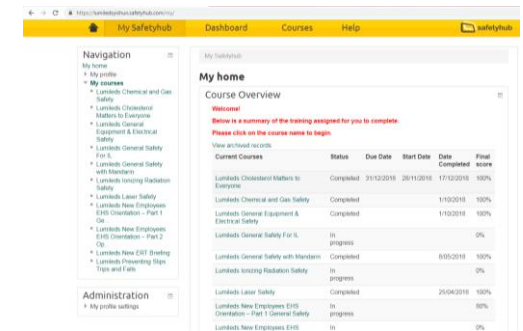 My Safetyhub
Dashboard
Courses
Help
safetyhub
Navigation
My home
My profile
My courses
Lumileds Chemical and Gas
Safety
Lumileds Cholesterol
Matters to Everyone
Lumileds General
Equipment & Electrical
Safety
Lumileds General Safety
For IL
Lumileds General Safety
with Mandarin
Lumileds Ionizing Radiation
Safety
Lumileds Laser Safety
Lumileds New Employees
EHS Orientation – Part 1
Ge...
Lumileds New Employees
EHS Orientation – Part 2
Op...
Lumileds New ERT Briefing
Lumileds Preventing Slips
Trips and Falls
Administration
My profile settings
My Safetyhub
My home
Course Overview
Welcome!
Below is a summary of the training assigned for you to complete.
Please click on the course name to begin.
View archived records
Current Courses Status Due Date Start Date Date Completed Final score
Lumileds Cholesterol Matters to Everyone Completed 31/12/2018 28/11/2018 17/12/2018 100%
Lumileds Chemical and Gas Safety Completed 1/10/2018 100%
Lumileds General Equipment & Electrical Safety Completed 1/10/2018 100%
Lumileds General Safety For IL In progress 0%
Lumileds General Safety with Mandarin Completed 8/05/2018 100%
Lumileds Ionizing Radiation Safety In progress 0%
Lumileds Laser Safety Completed 25/04/2018 100%
Lumileds New Employees EHS Orientation – Part 1 General Safety In progress 80%
Lumileds New Employees EHS In 0%